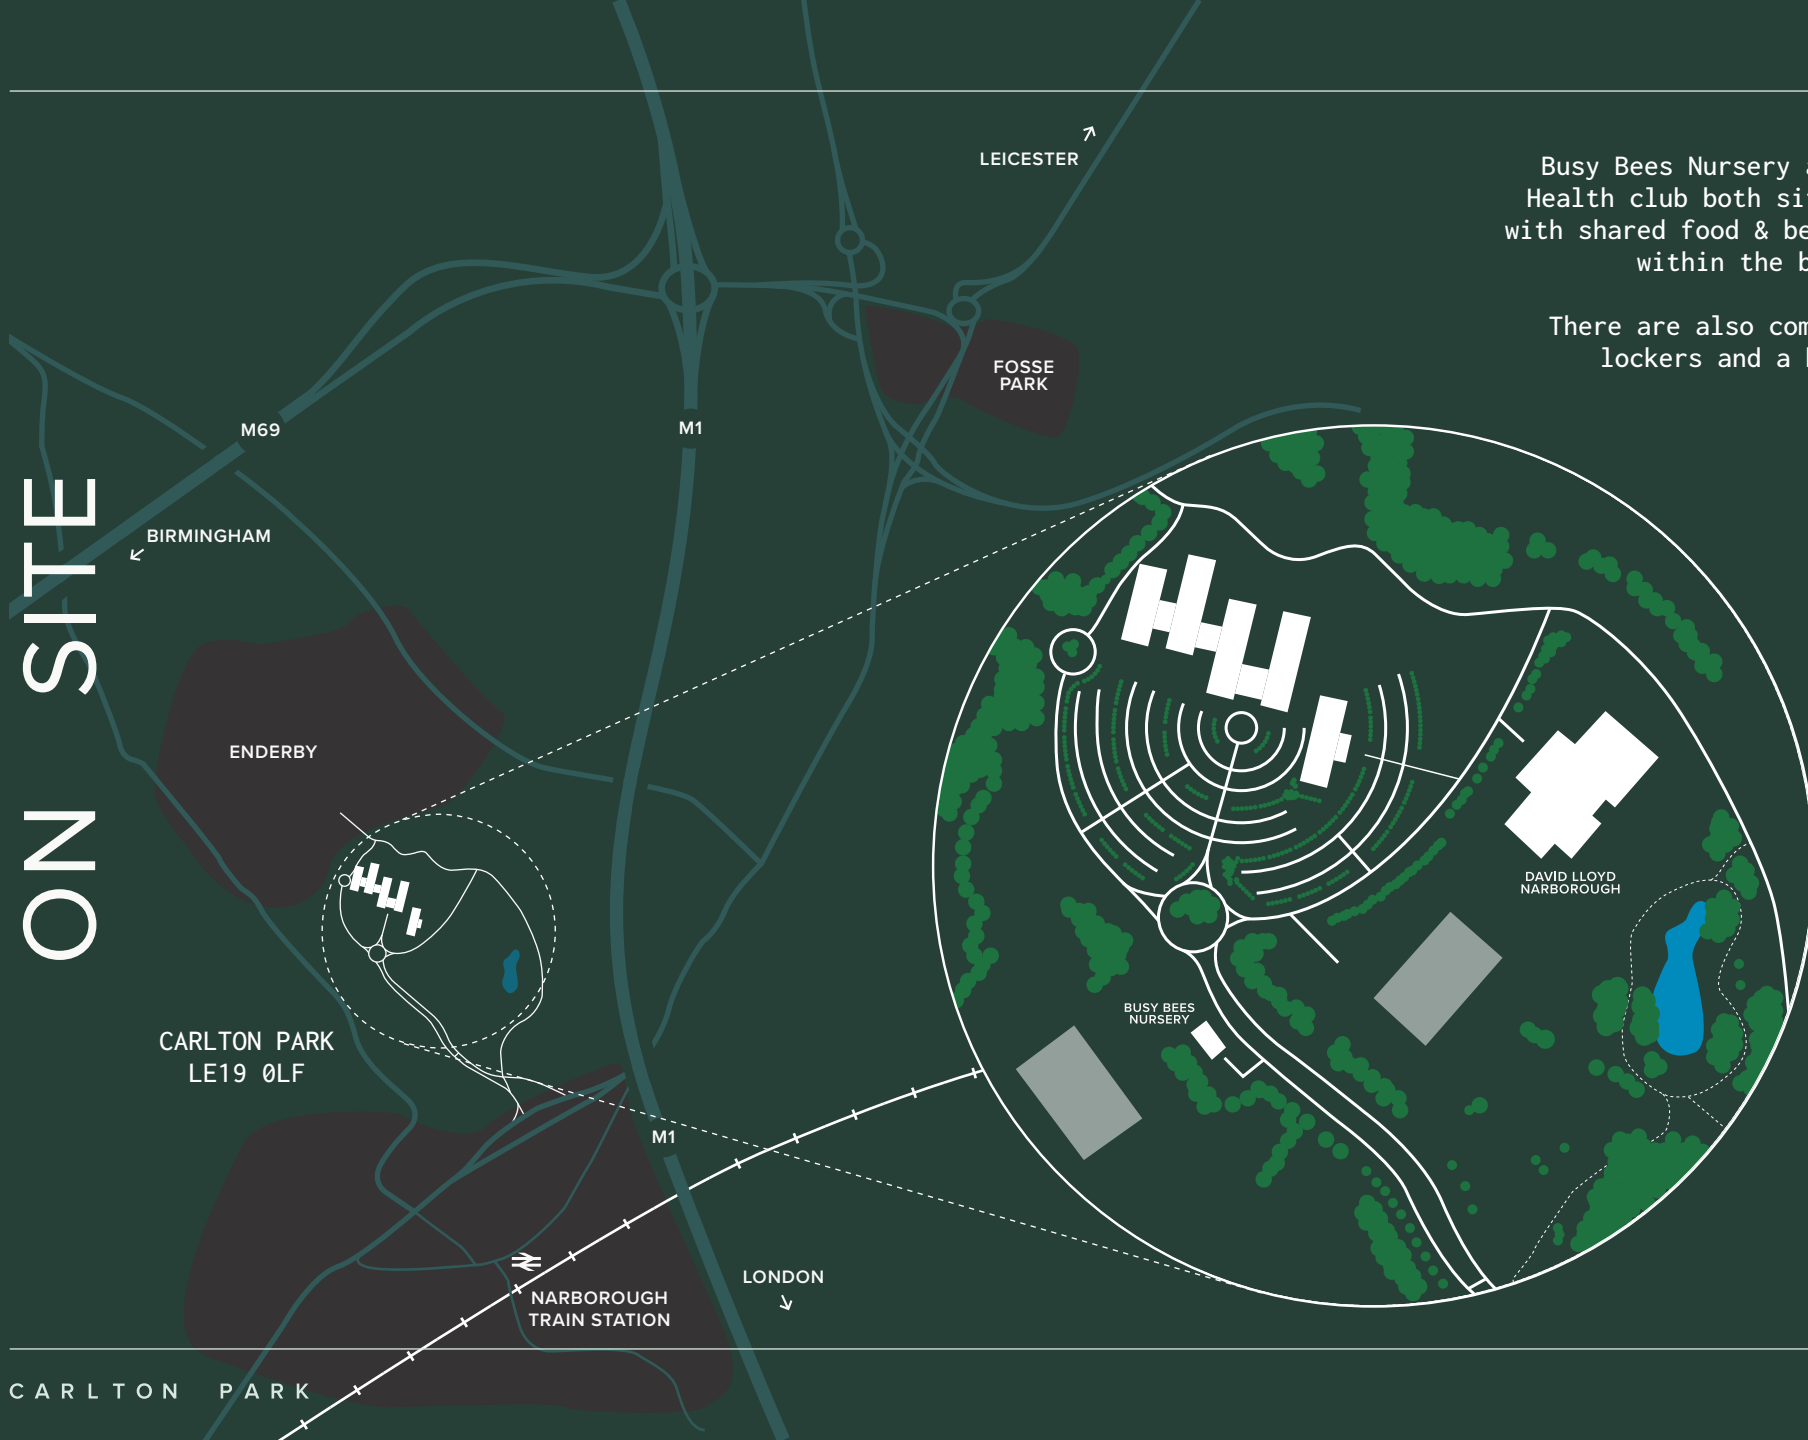 ON SITE
LEICESTER
Busy Bees Nursery
Health club both
with shared food &
within the
There are also
lockers and a
FOSSE
PARK
M69
M1
BIRMINGHAM
ENDERBY
DAVID LLOYD
NARBOROUGH
BUSY BEES
NURSERY
CARLTON PARK
LE19 0LF
M1
LONDON
NARBOROUGH
TRAIN STATION
CARLTON PARK